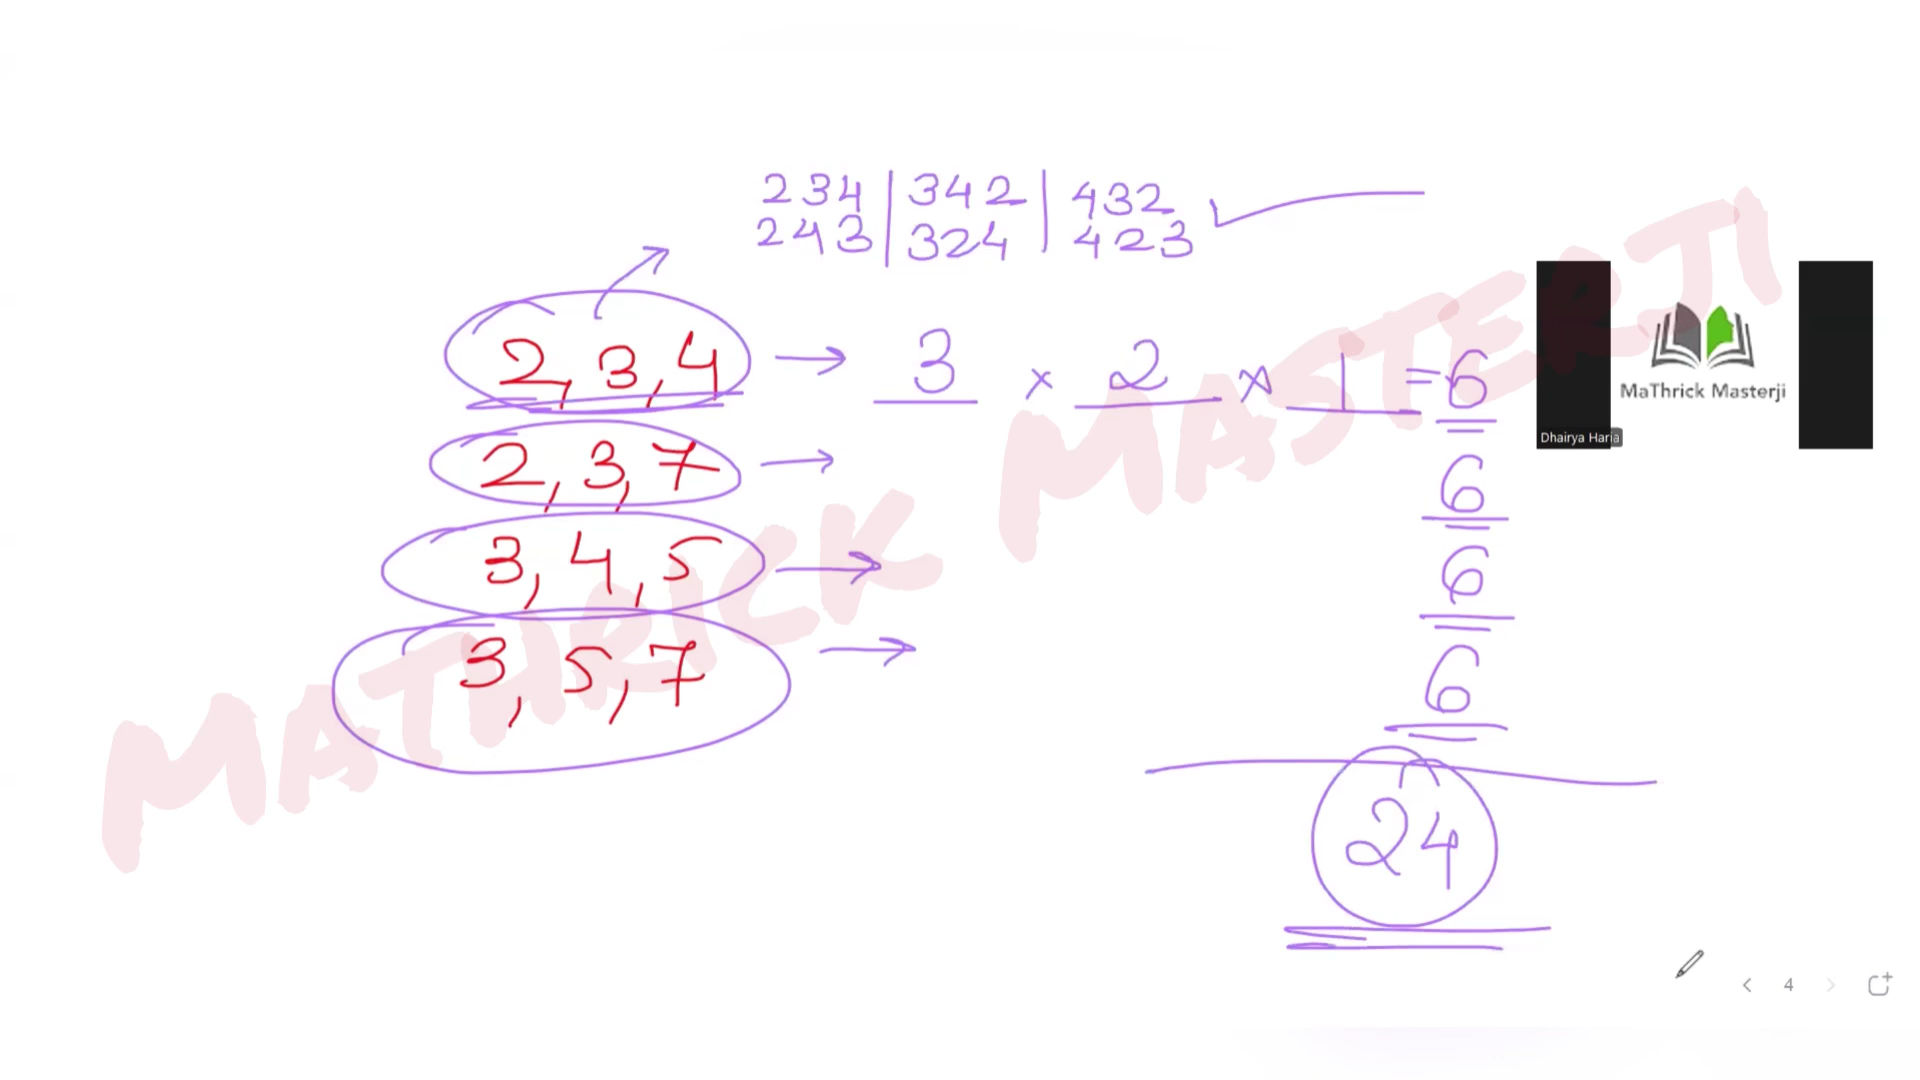 234 | 342 | 432
243 | 324 | 423
2, 3, 4 → 3 × 2 × 1 = 6
2, 3, 7 → 6
3, 4, 5 → 6
3, 5, 7 → 6
24
MATHRICK MASTERJI
MaThrick Masterji
Dhairya Haria
4